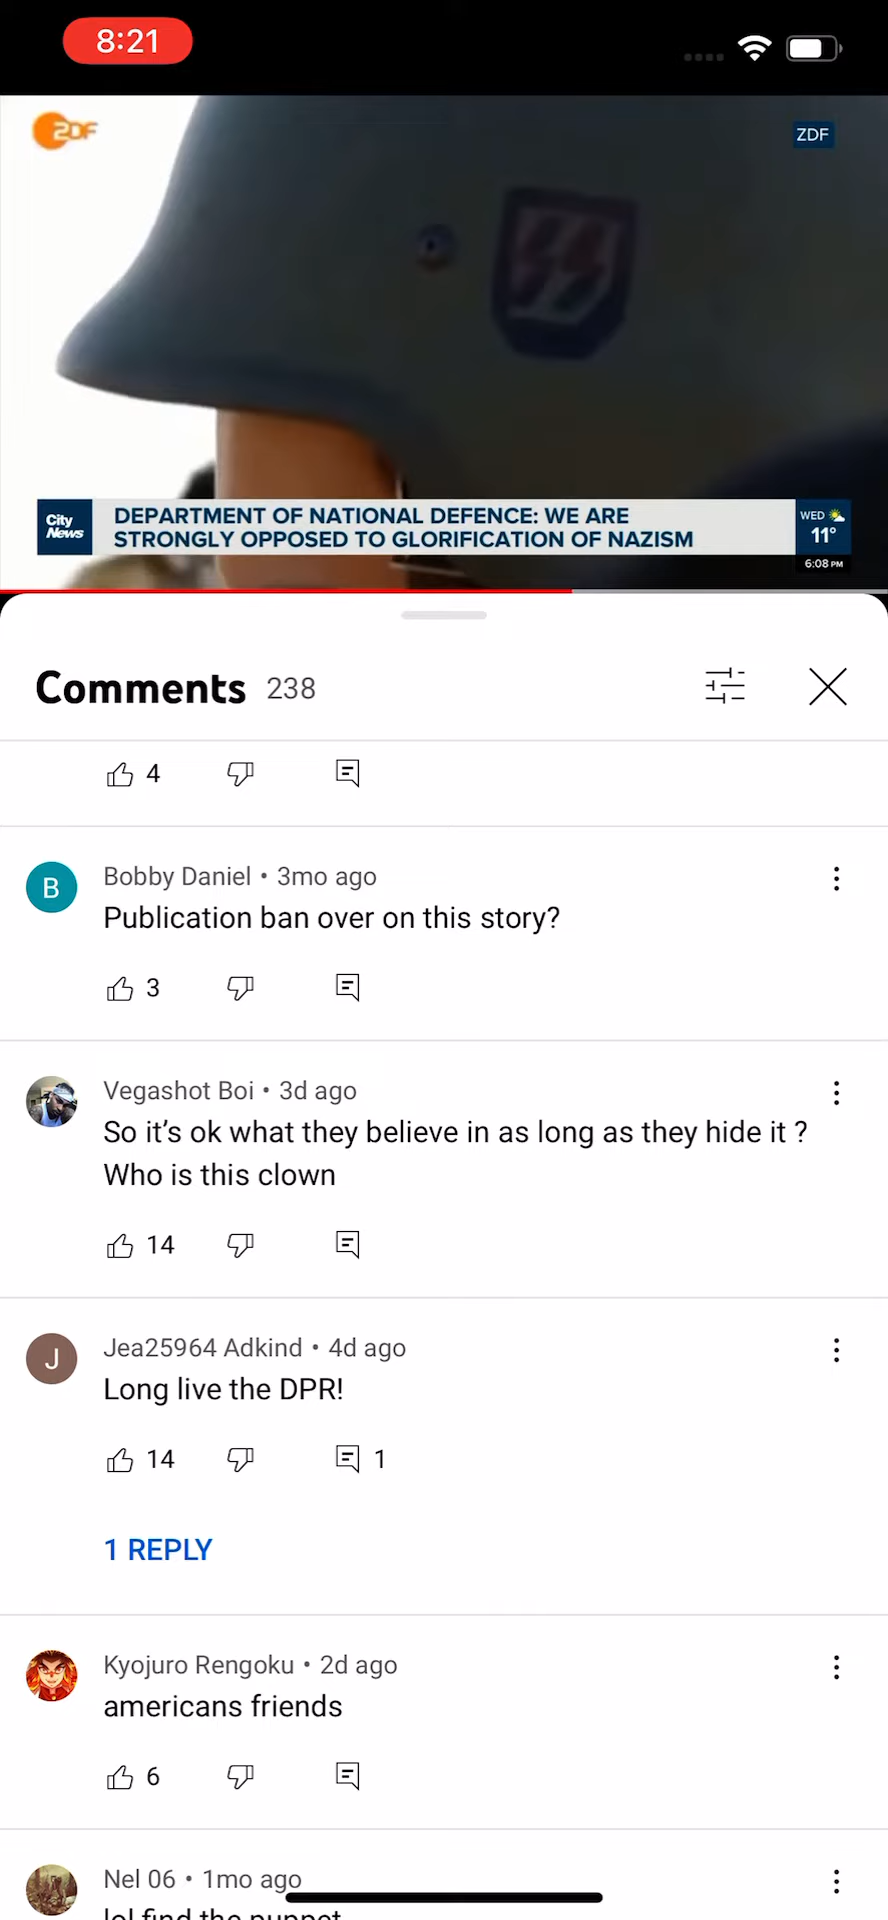 8:21
ZDF
ZDF
City
News
DEPARTMENT OF NATIONAL DEFENCE: WE ARE
STRONGLY OPPOSED TO GLORIFICATION OF NAZISM
WED
11°
6:08 PM
Comments 238
4
B
Bobby Daniel • 3mo ago
Publication ban over on this story?
3
Vegashot Boi • 3d ago
So it's ok what they believe in as long as they hide it ?
Who is this clown
14
J
Jea25964 Adkind • 4d ago
Long live the DPR!
14
1
1 REPLY
Kyojuro Rengoku • 2d ago
americans friends
6
Nel 06 • 1mo ago
lol find the puppet